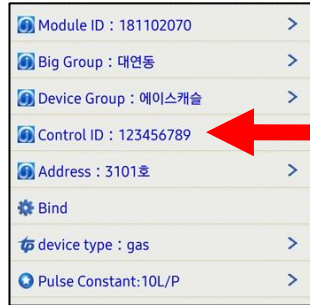 Module ID : 181102070
Big Group : 대연동
Device Group : 에이스캐슬
Control ID : 123456789
Address : 3101호
Bind
device type : gas
Pulse Constant:10L/P